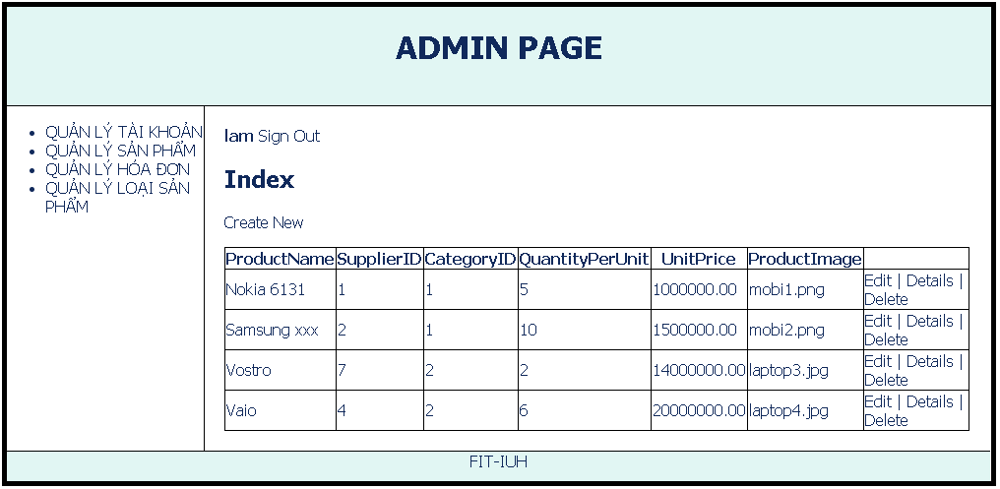 ADMIN PAGE
QUẢN LÝ TÀI KHOẢN
QUẢN LÝ SẢN PHẨM
QUẢN LÝ HÓA ĐƠN
QUẢN LÝ LOẠI SẢN
PHẨM
lam Sign Out
Index
Create New
ProductName SupplierID CategoryID QuantityPerUnit UnitPrice ProductImage
Nokia 6131 1 1 5 1000000.00 mobi1.png Edit | Details |
Delete
Samsung xxx 2 1 10 1500000.00 mobi2.png Edit | Details |
Delete
Vostro 7 2 2 14000000.00 laptop3.jpg Edit | Details |
Delete
Vaio 4 2 6 20000000.00 laptop4.jpg Edit | Details |
Delete
FIT-IUH